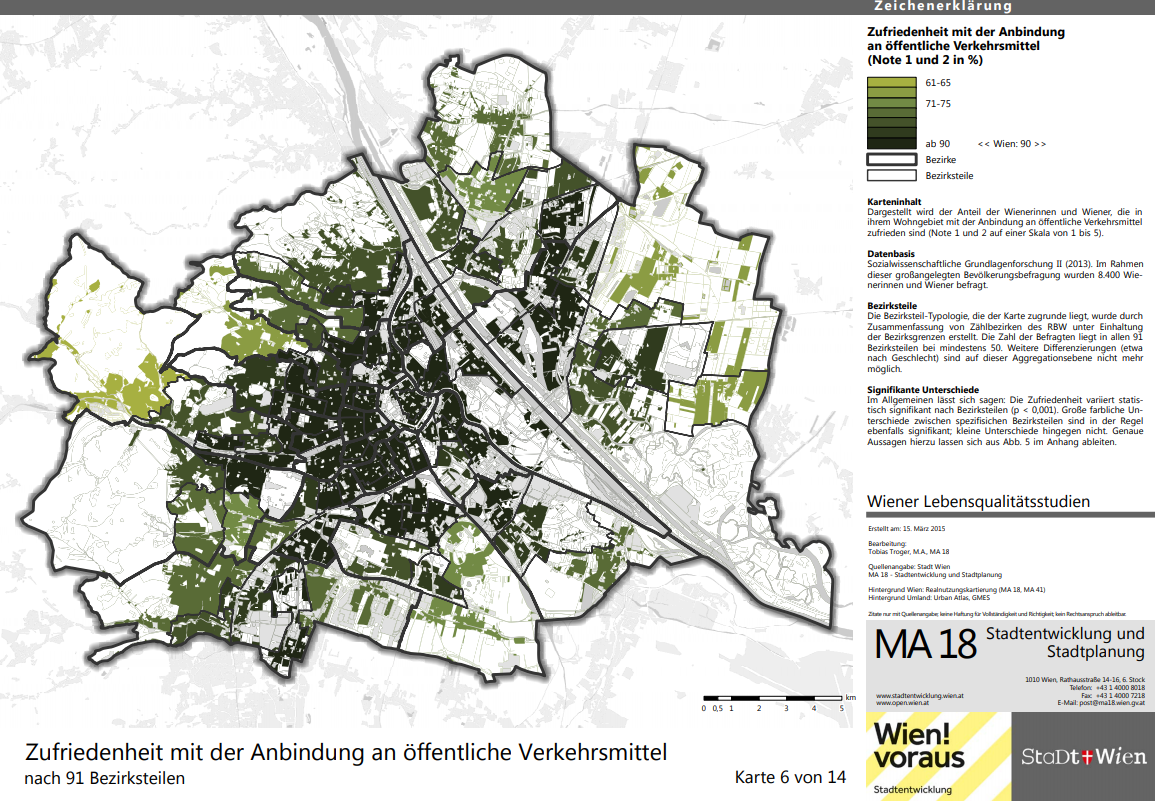 Zeichenerklärung
Zufriedenheit mit der Anbindung
an öffentliche Verkehrsmittel
(Note 1 und 2 in %)
61-65
71-75
ab 90 << Wien: 90 >>
Bezirke
Bezirksteile
Karteninhalt
Dargestellt wird der Anteil der Wienerinnen und Wiener, die in
ihrem Wohngebiet mit der Anbindung an öffentliche Verkehrsmittel
zufrieden sind (Note 1 und 2 auf einer Skala von 1 bis 5).
Datenbasis
Sozialwissenschaftliche Grundlagenforschung II (2013). Im Rahmen
dieser großangelegten Bevölkerungsbefragung wurden 8.400 Wie-
nerinnen und Wiener befragt.
Bezirksteile
Die Bezirksteil-Typologie, die der Karte zugrunde liegt, wurde durch
Zusammenfassung von Zählbezirken des RBW unter Einhaltung
der Bezirksgrenzen erstellt. Die Zahl der Befragten liegt in allen 91
Bezirksteilen bei mindestens 50. Weitere Differenzierungen (etwa
nach Geschlecht) sind auf dieser Aggregationsebene nicht mehr
möglich.
Signifikante Unterschiede
Im Allgemeinen lässt sich sagen: Die Zufriedenheit variiert statis-
tisch signifikant nach Bezirksteilen (p < 0,001). Große farbliche Un-
terschiede zwischen spezifischen Bezirksteilen sind in der Regel
ebenfalls signifikant; kleine Unterschiede hingegen nicht. Genaue
Aussagen hierzu lassen sich aus Abb. 5 im Anhang ableiten.
Wiener Lebensqualitätsstudien
Erstellt am: 15. März 2015
Bearbeitung:
Tobias Troger, M.A., MA 18
Quellenangabe: Stadt Wien
MA 18 - Stadtentwicklung und Stadtplanung
Hintergrund Wien: Realnutzungskartierung (MA 18, MA 41)
Hintergrund Umland: Urban Atlas, GMES
Zitate nur mit Quellenangabe; keine Haftung für Vollständigkeit und Richtigkeit; kein Rechtsanspruch ableitbar.
MA 18 Stadtentwicklung und
Stadtplanung
1010 Wien, Rathausstraße 14-16, 6. Stock
Telefon: +43 1 4000 8018
www.stadtentwicklung.wien.at Fax: +43 1 4000 7218
www.open.wien.at E-Mail: post@ma18.wien.gv.at
Wien!
voraus
Stadtentwicklung
StaDt Wien
km
0 0,5 1 2 3 4 5
Zufriedenheit mit der Anbindung an öffentliche Verkehrsmittel
nach 91 Bezirksteilen
Karte 6 von 14